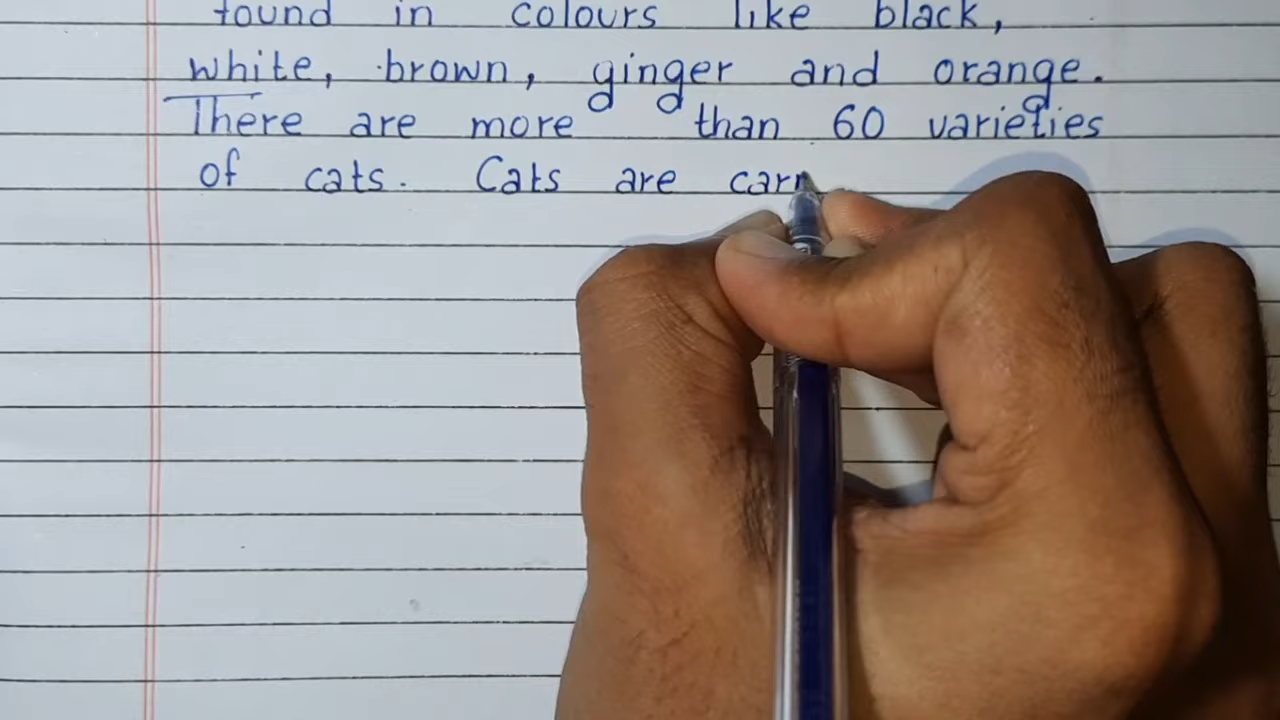 found in colours like black,
white, brown, ginger and orange.
There are more than 60 varieties
of cats. Cats are